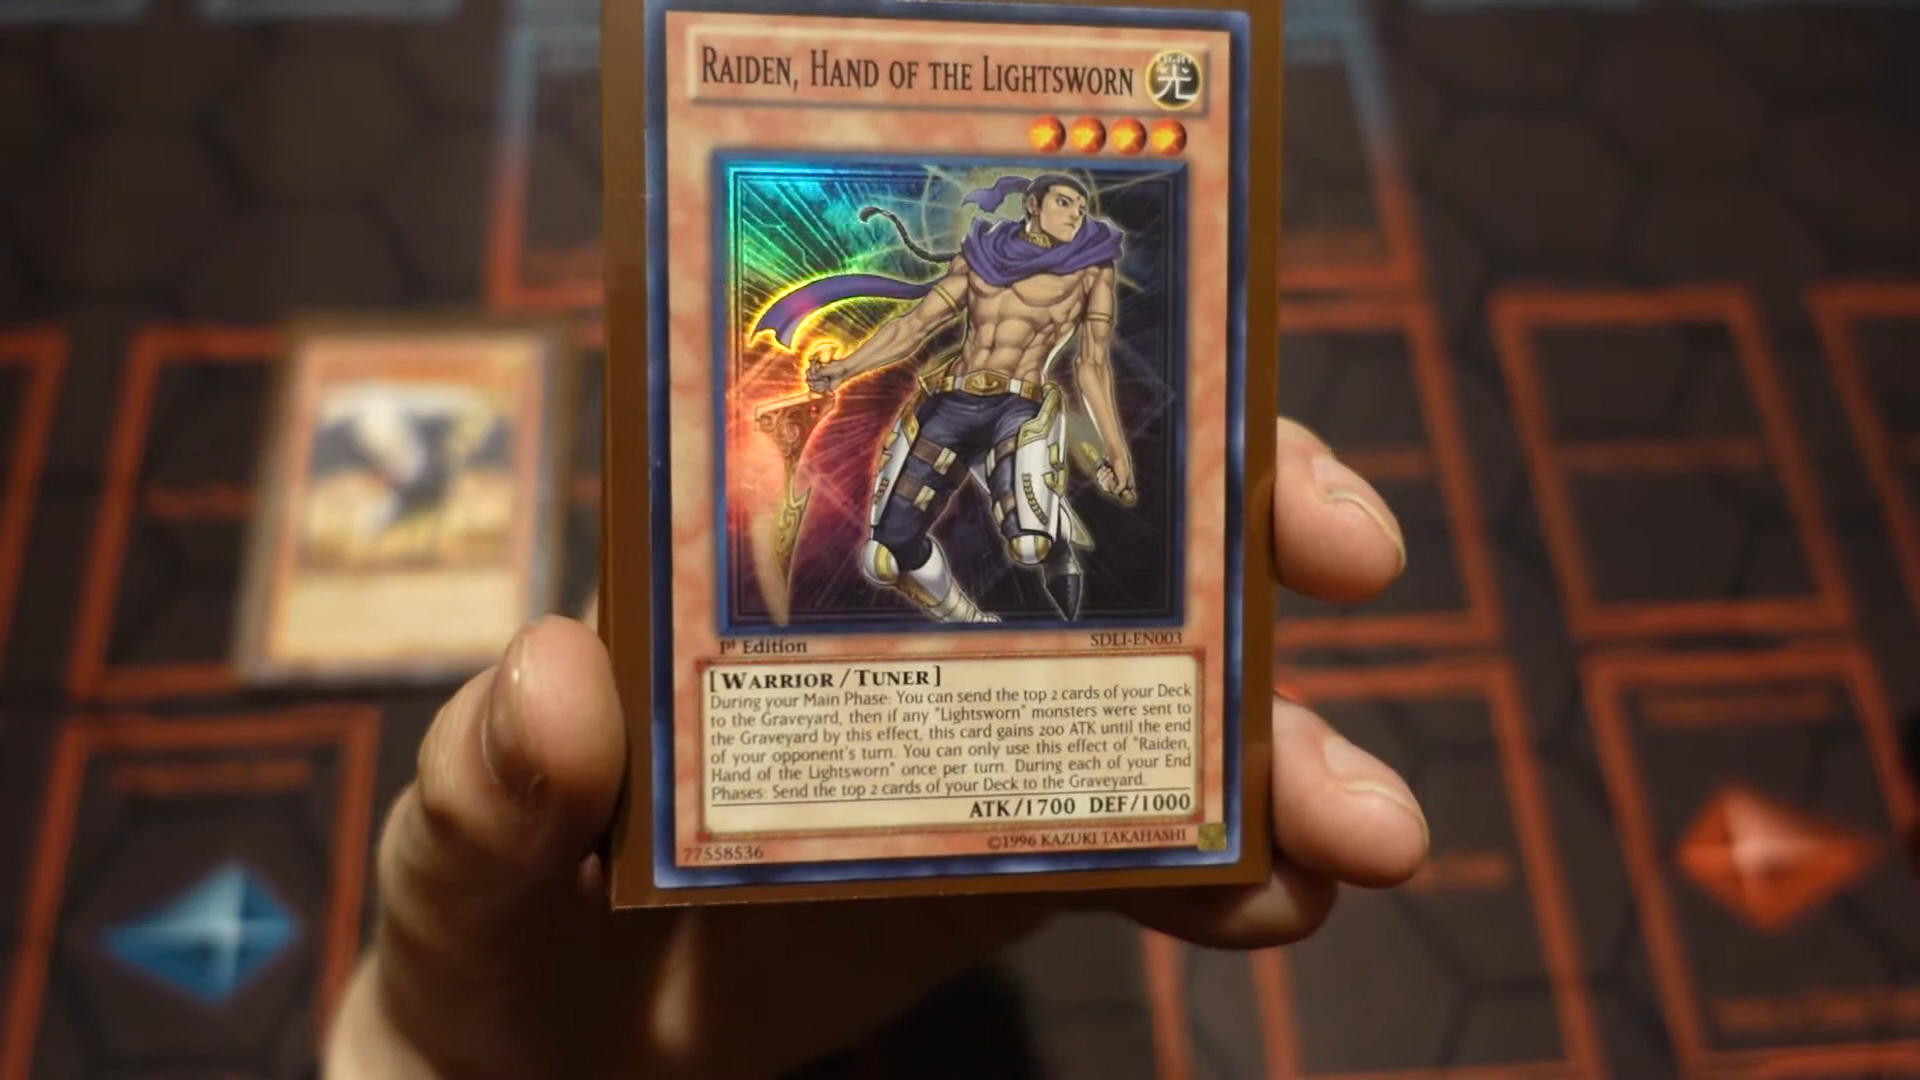 RAIDEN, HAND OF THE LIGHTSWORN
LIGHT
光
1st Edition
SDLI-EN003
[WARRIOR/TUNER]
During your Main Phase: You can send the top 2 cards of your Deck
to the Graveyard, then if any "Lightsworn" monsters were sent to
the Graveyard by this effect, this card gains 200 ATK until the end
of your opponent's turn. You can only use this effect of "Raiden,
Hand of the Lightsworn" once per turn. During each of your End
Phases: Send the top 2 cards of your Deck to the Graveyard.
ATK/1700 DEF/1000
77558536
©1996 KAZUKI TAKAHASHI